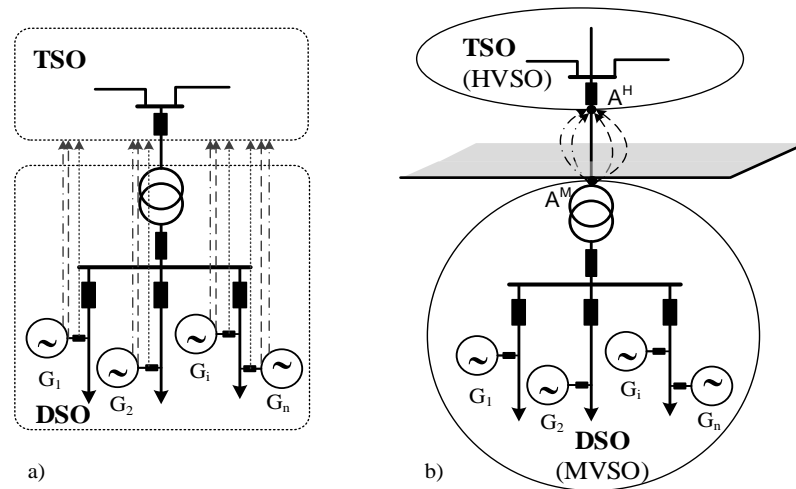 TSO
G₁
G₂
Gᵢ
Gₙ
DSO
a)
TSO
(HVSO)
Aᴴ
Aᴹ
G₁
G₂
Gᵢ
Gₙ
DSO
(MVSO)
b)